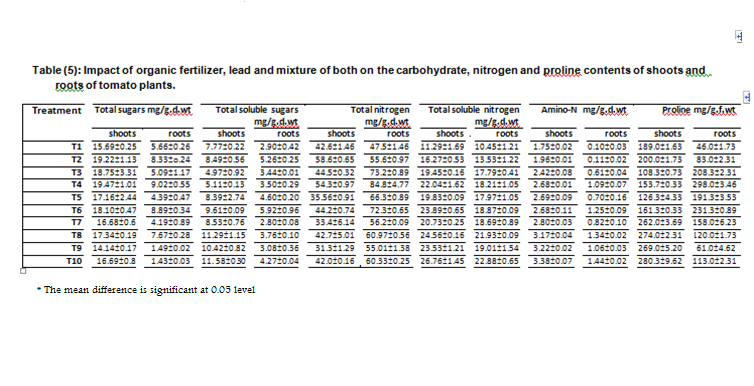 Table (5): Impact of organic fertilizer, lead and mixture of both on the carbohydrate, nitrogen and proline contents of shoots and
roots of tomato plants.
Treatment Total sugars mg/g.d.wt Total soluble sugars Total nitrogen Total soluble nitrogen Amino-N mg/g.d.wt Proline mg/g.f.wt
mg/g.d.wt mg/g.d.wt mg/g.d.wt
shoots roots shoots roots shoots roots shoots . roots shoots roots shoots roots
T1 15.69±0.25 5.66±0.26 7.77±0.22 2.90±0.42 42.6±1.46 47.5±1.46 11.29±1.69 10.45±1.21 1.75±0.02 0.10±0.03 189.0±1.63 46.0±1.73
T2 19.22±1.13 8.33±o.24 8.49±0.56 5.26±0.25 58.6±0.65 55.6±0.97 16.27±0.53 13.53±1.22 1.96±0.01 0.11±0.02 200.0±1.73 83.0±2.31
T3 18.75±3.31 5.09±1.17 4.97±0.92 3.44±0.01 44.5±0.32 73.2±0.89 19.45±0.16 17.79±0.41 2.42±0.08 0.61±0.04 108.3±0.73 208.3±2.31
T4 19.47±1.01 9.02±0.55 5.11±0.13 3.50±0.29 54.3±0.97 84.8±4.77 22.04±1.62 18.21±1.05 2.68±0.01 1.09±0.07 153.7±0.33 298.0±3.46
T5 17.16±2.44 4.39±0.47 8.39±2.74 4.60±0.20 35.56±0.91 66.3±0.89 19.83±0.09 17.97±1.05 2.69±0.09 0.70±0.16 126.3±4.33 191.3±3.53
T6 18.10±0.47 8.89±0.34 9.61±0.09 5.92±0.96 44.2±0.74 72.3±0.65 23.89±0.65 18.87±0.09 2.68±0.11 1.25±0.09 161.3±0.33 231.3±0.89
T7 16.68±0.6 4.19±0.89 8.53±0.76 2.80±0.08 33.4±6.14 56.2±0.09 20.73±0.25 18.69±0.89 2.80±0.03 0.82±0.10 262.0±3.69 158.0±6.23
T8 17.34±0.19 7.67±0.28 11.29±1.15 3.76±0.10 42.7±5.01 60.97±0.56 24.56±0.16 21.93±0.09 3.17±0.04 1.34±0.02 274.0±2.31 120.0±1.73
T9 14.14±0.17 1.49±0.02 10.42±0.82 3.08±0.36 31.3±1.29 55.01±1.38 23.53±1.21 19.01±1.54 3.22±0.02 1.06±0.03 269.0±5.20 61.0±4.62
T10 16.69±0.8 1.43±0.03 11.58±030 4.27±0.04 42.0±0.16 60.33±0.25 26.76±1.45 22.88±0.65 3.38±0.07 1.44±0.02 280.3±9.62 113.0±2.31
* The mean difference is significant at 0.05 level